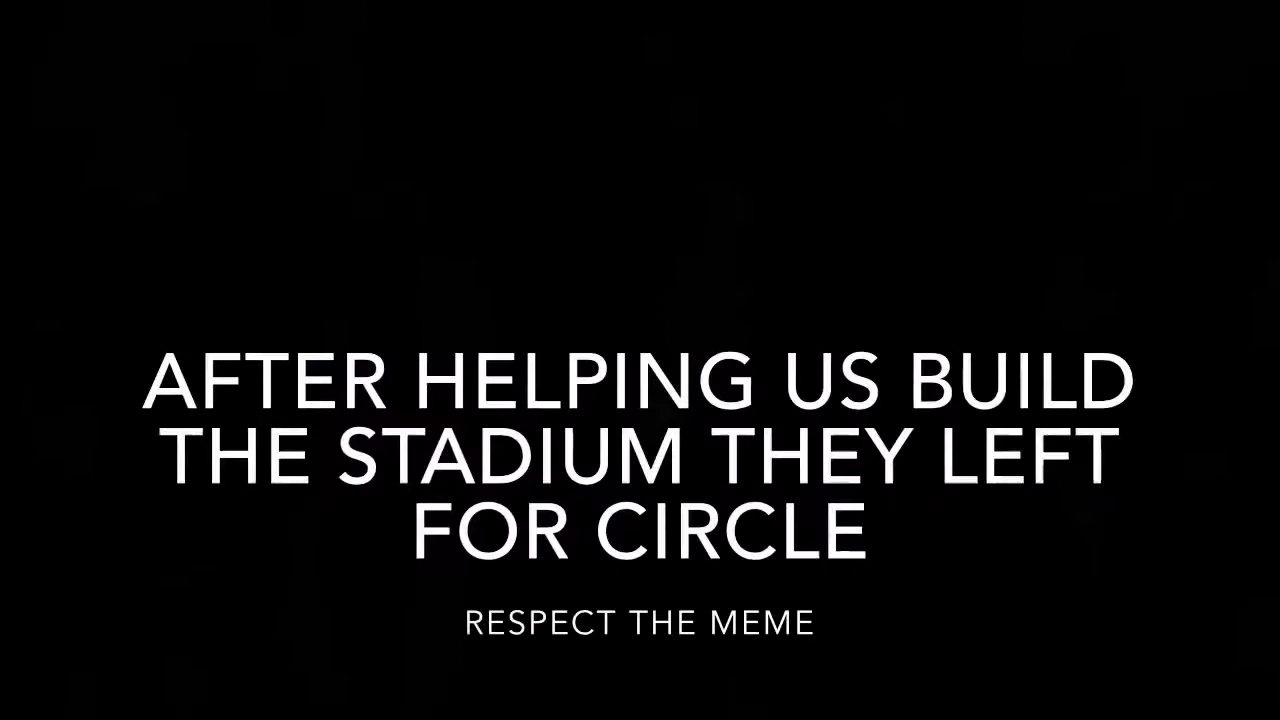 AFTER HELPING US BUILD
THE STADIUM THEY LEFT
FOR CIRCLE
RESPECT THE MEME